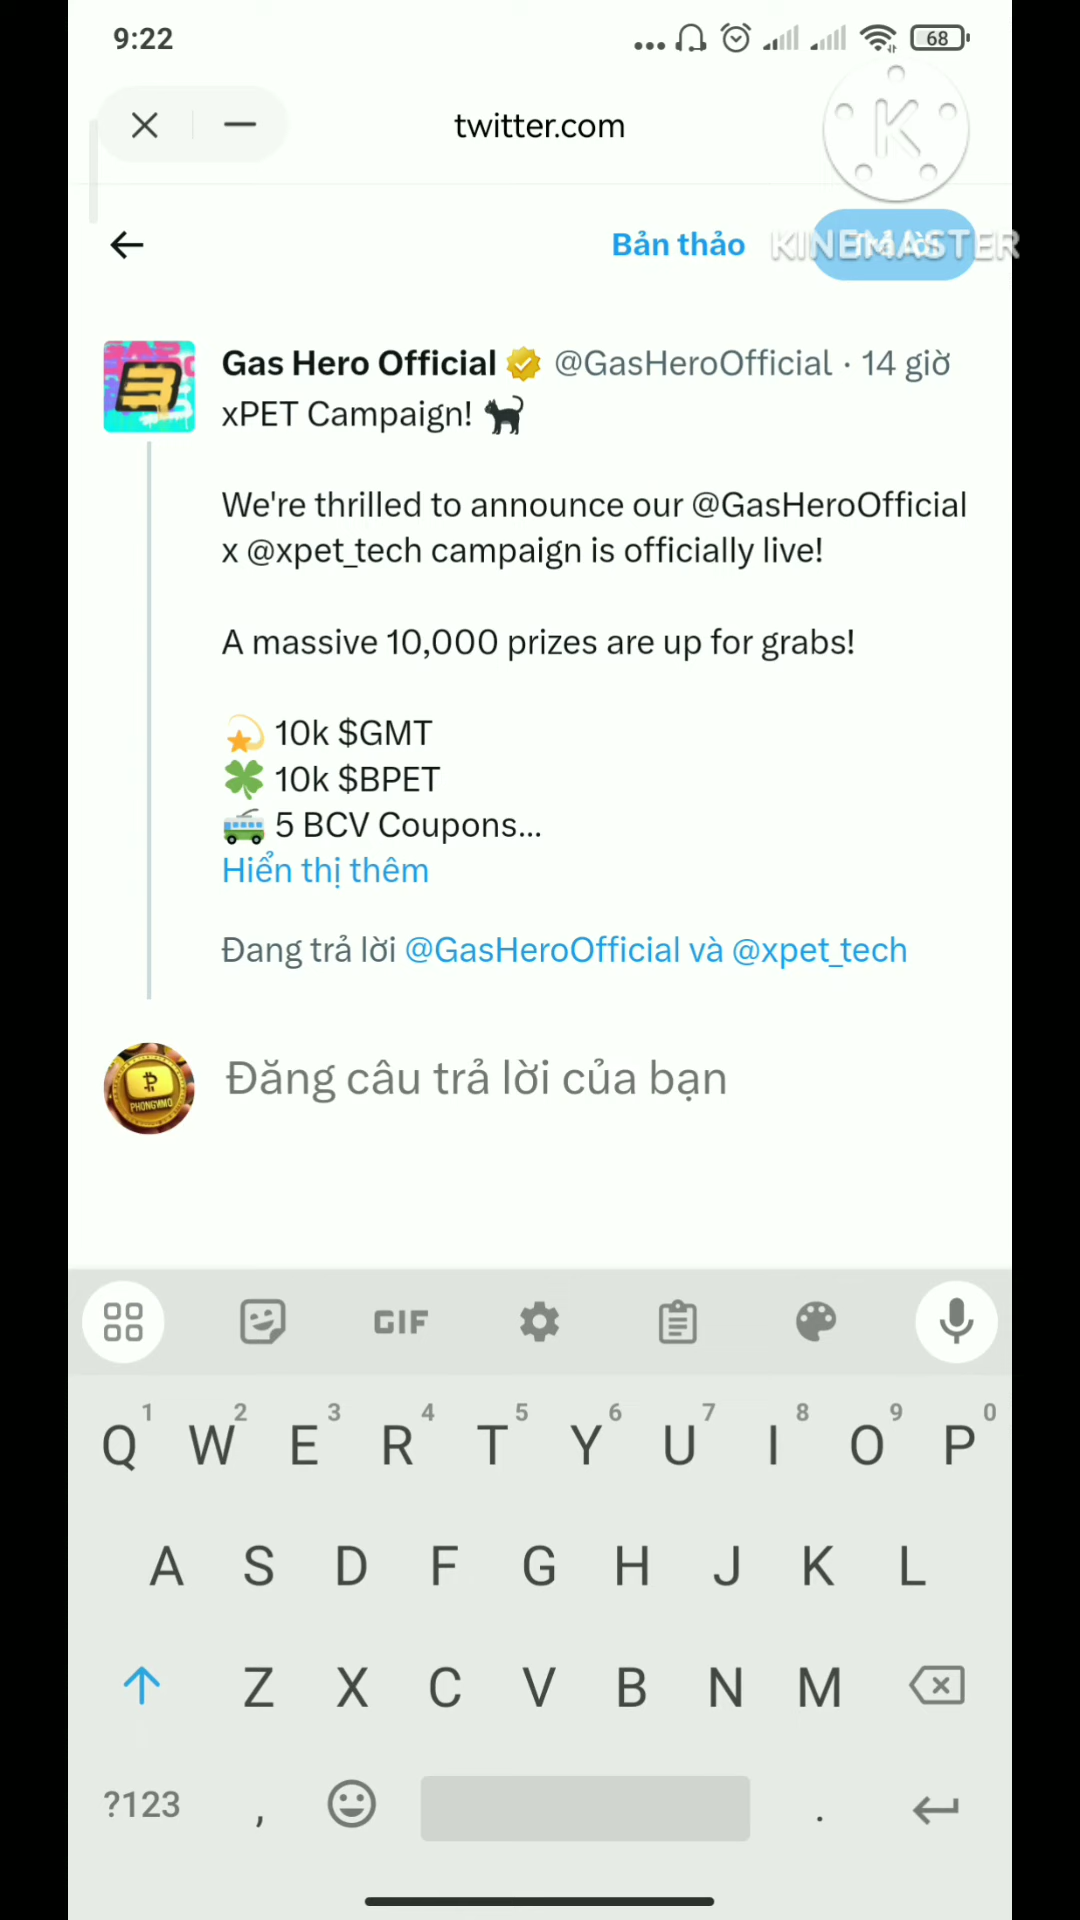 9:22
68
twitter.com
K
Bản thảo
KINEMASTER
Gas Hero Official @GasHeroOfficial · 14 giờ
xPET Campaign! 🐈‍⬛
We're thrilled to announce our @GasHeroOfficial
x @xpet_tech campaign is officially live!
A massive 10,000 prizes are up for grabs!
💫 10k $GMT
🍀 10k $BPET
🚎 5 BCV Coupons...
Hiển thị thêm
Đang trả lời @GasHeroOfficial và @xpet_tech
PHONGVMMO
Đăng câu trả lời của bạn
GIF
1 2 3 4 5 6 7 8 9 0
Q W E R T Y U I O P
A S D F G H J K L
Z X C V B N M
?123 , .